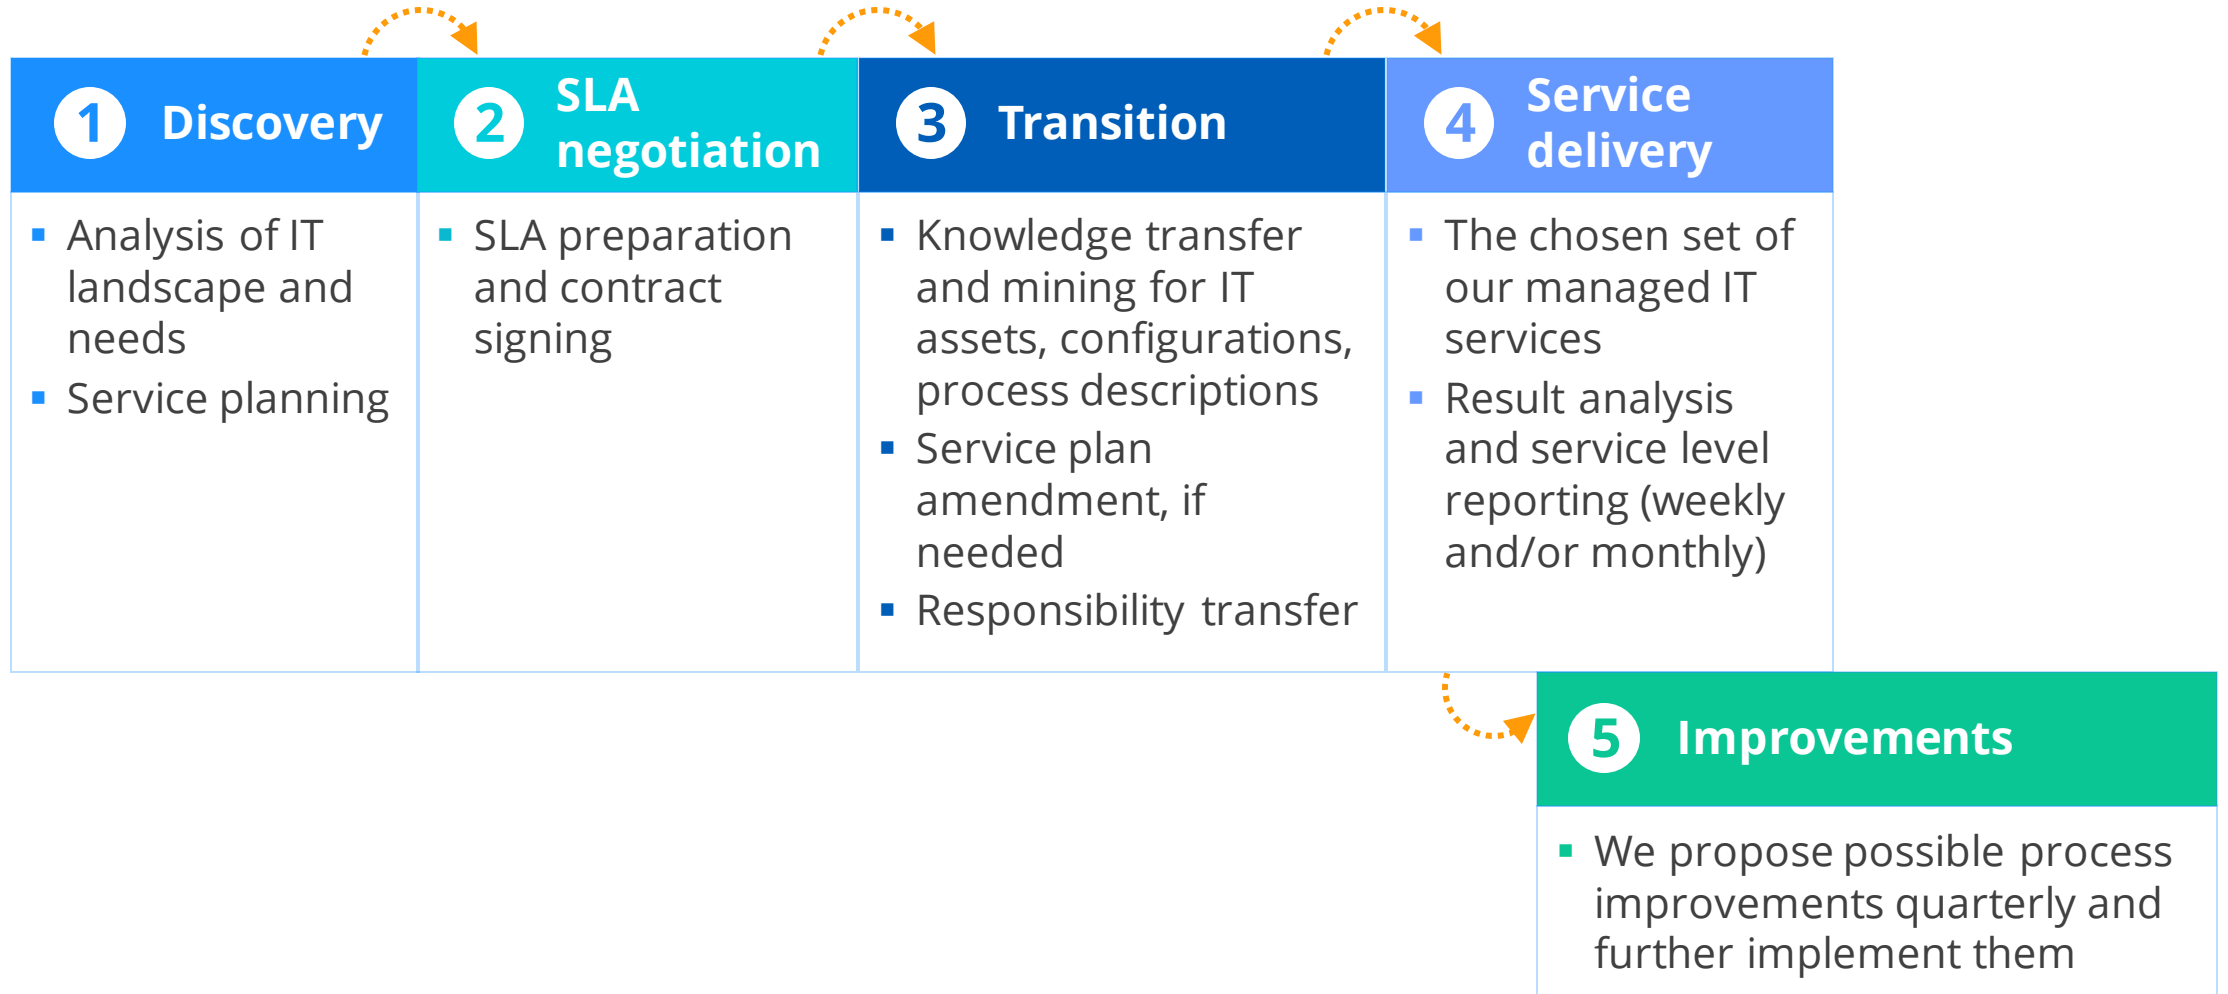 1 Discovery
Analysis of IT
landscape and
needs
Service planning
2 SLA
negotiation
SLA preparation
and contract
signing
3 Transition
Knowledge transfer
and mining for IT
assets, configurations,
process descriptions
Service plan
amendment, if
needed
Responsibility transfer
4 Service
delivery
The chosen set of
our managed IT
services
Result analysis
and service level
reporting (weekly
and/or monthly)
5 Improvements
We propose possible process
improvements quarterly and
further implement them